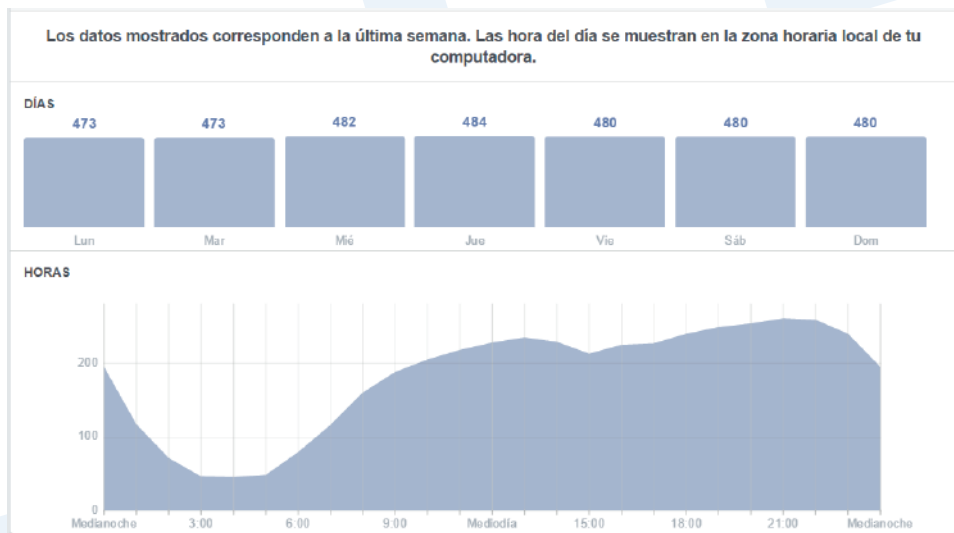 Los datos mostrados corresponden a la última semana. Las hora del día se muestran en la zona horaria local de tu
computadora.
DÍAS
473 473 482 484 480 480 480
Lun Mar Mié Jue Vie Sáb Dom
HORAS
200
100
0
Medianoche 3:00 6:00 9:00 Mediodía 15:00 18:00 21:00 Medianoche